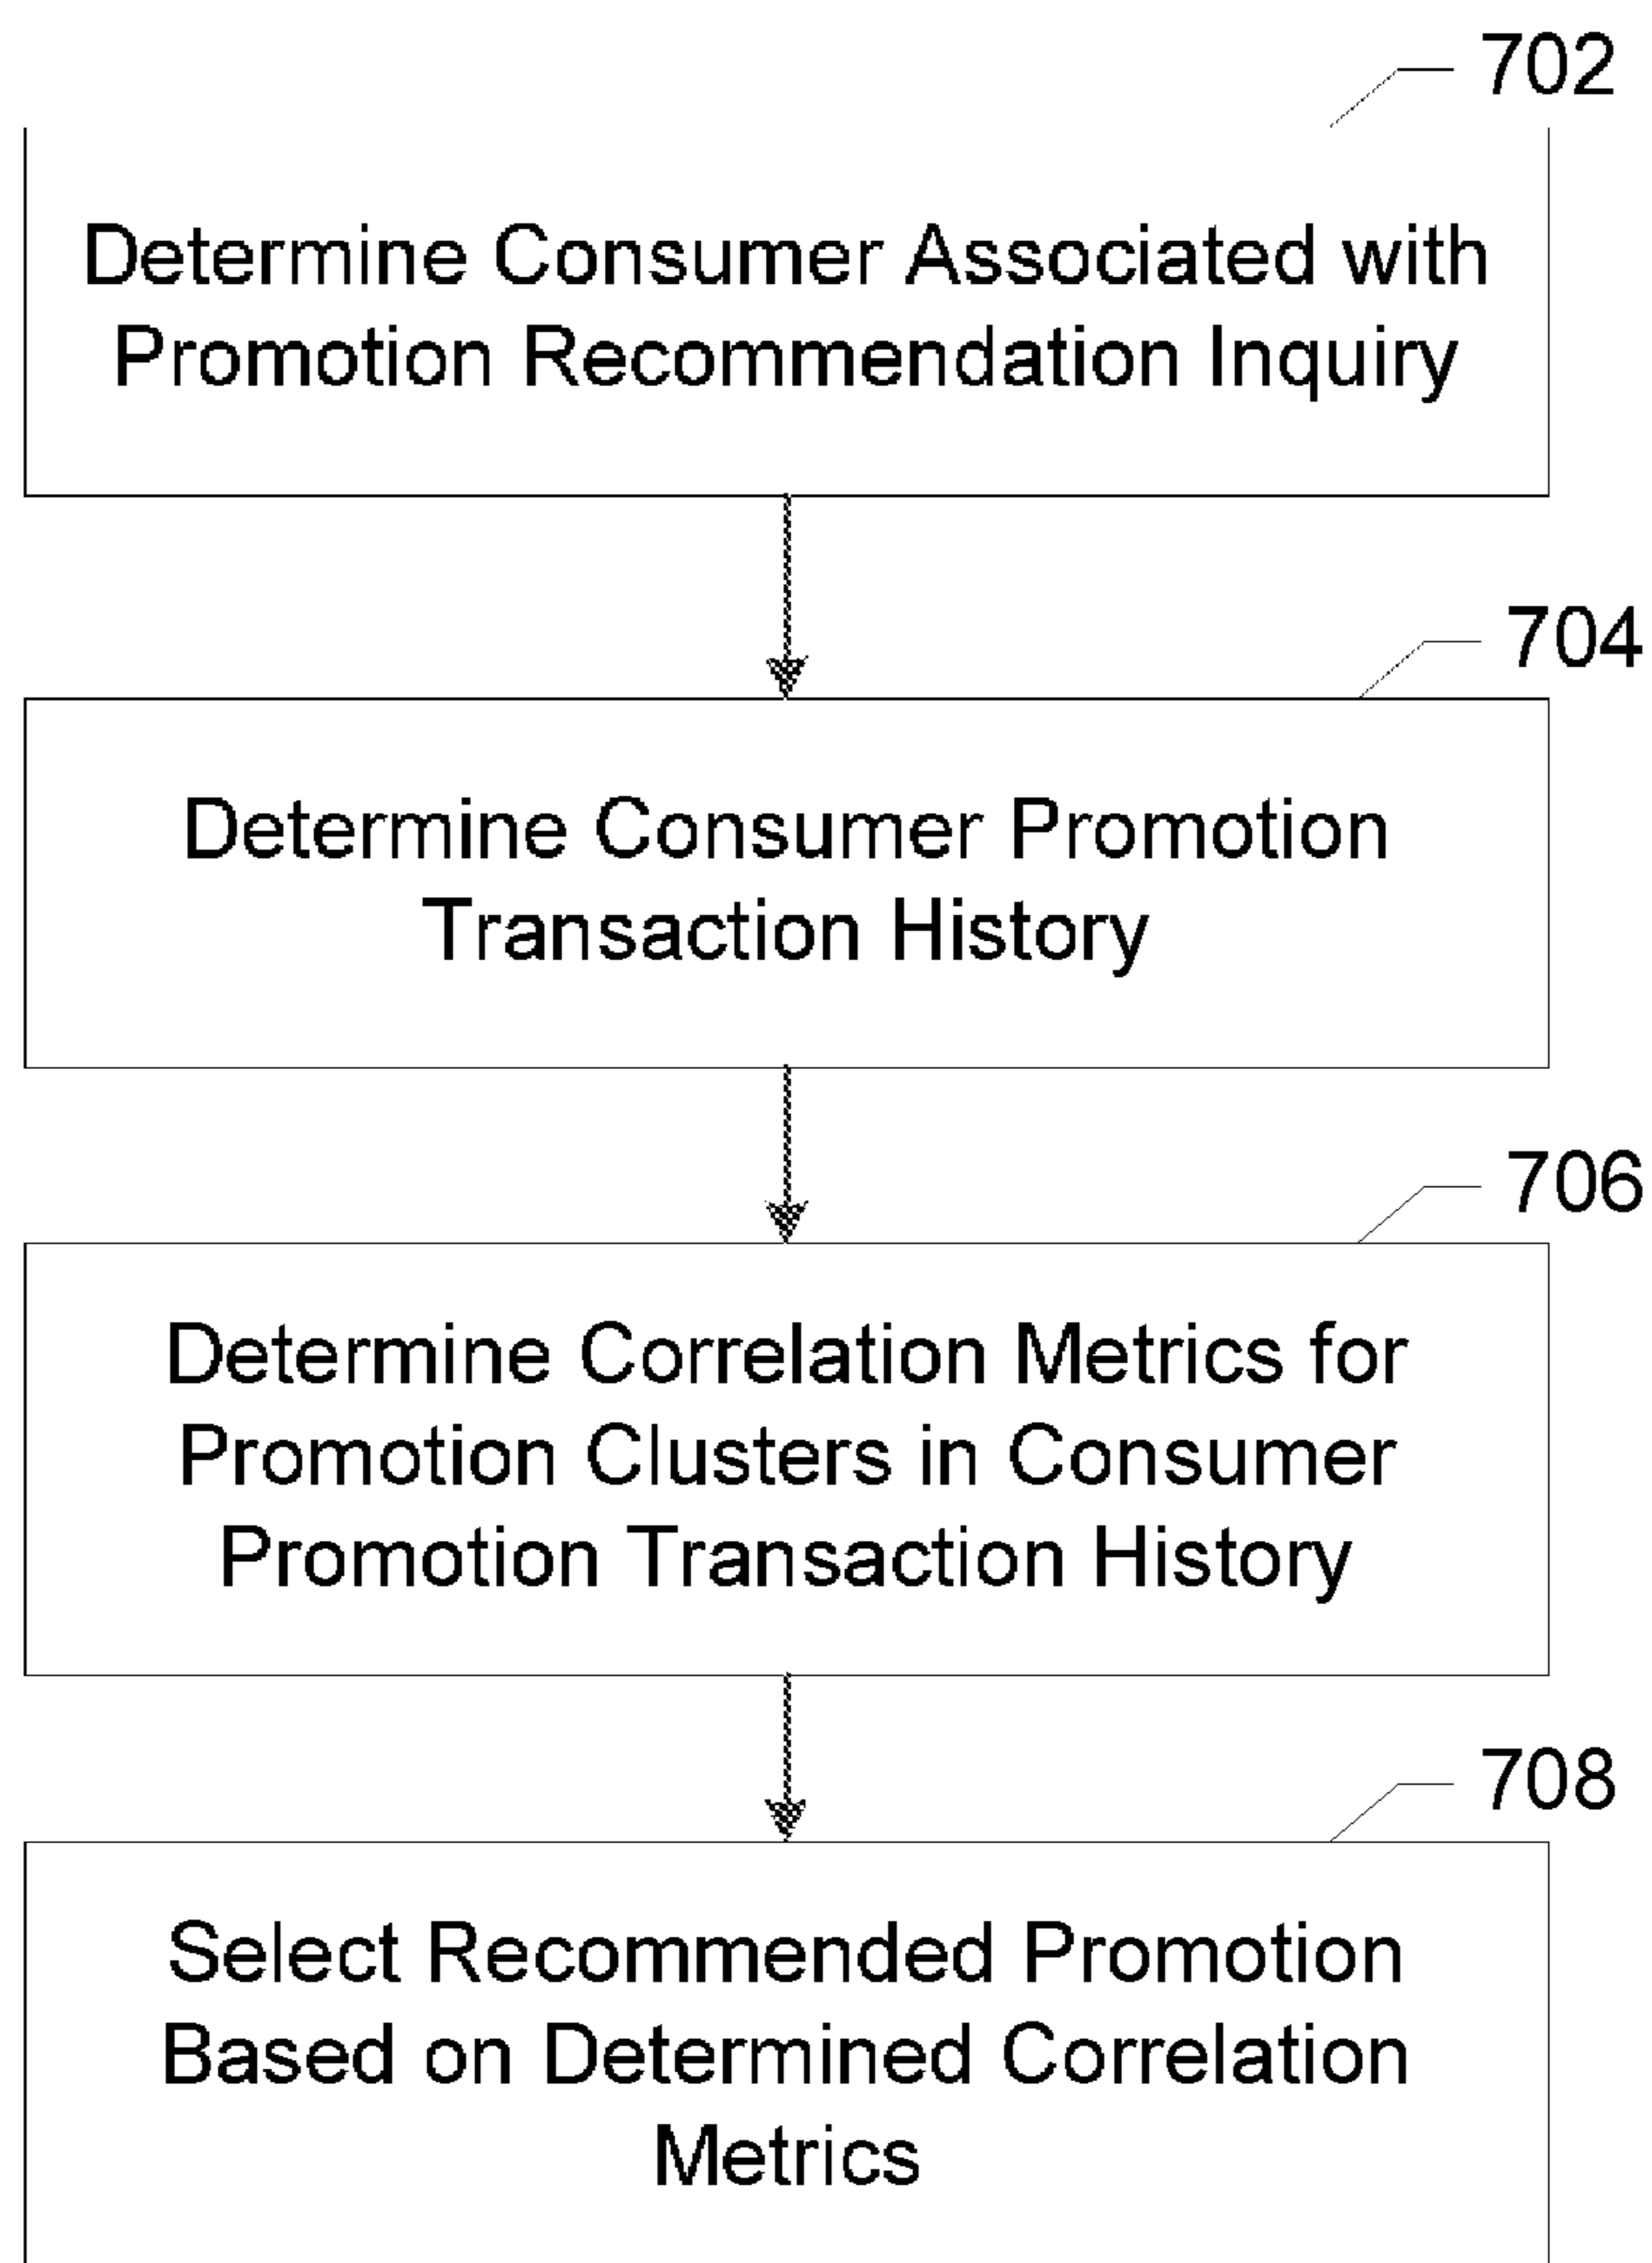 702
Determine Consumer Associated with
Promotion Recommendation Inquiry
704
Determine Consumer Promotion
Transaction History
706
Determine Correlation Metrics for
Promotion Clusters in Consumer
Promotion Transaction History
708
Select Recommended Promotion
Based on Determined Correlation
Metrics